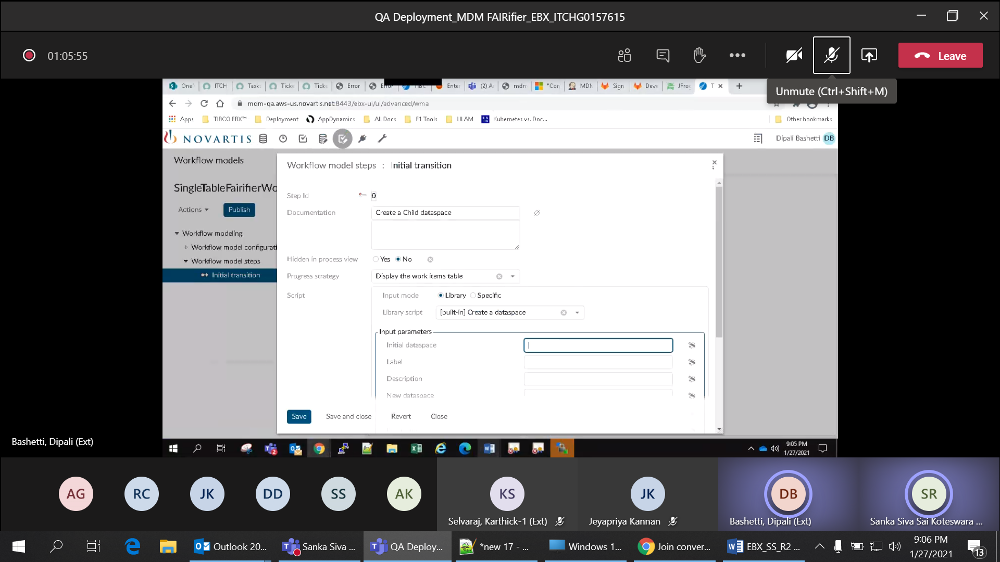 QA Deployment_MDM FAIRifier_EBX_ITCHG0157615
01:05:55
Leave
Unmute (Ctrl+Shift+M)
OneI ITCH Task Ticke Ticke Error Error TIBC Enter (2) A mdm "Cor MDM Sign Deve JFrog T
mdm-qa.aws-us.novartis.net:8443/ebx-ui/ui/advanced/wma
Apps TIBCO EBX™ Deployment AppDynamics All Docs F1 Tools ULAM Kubernetes vs. Doc... Other bookmarks
NOVARTIS Dipali Bashetti DB
Workflow models
Workflow model steps : Initial transition
SingleTableFairifierWo
Actions Publish
Workflow modeling
Workflow model configurati
Workflow model steps
Initial transition
Step Id 0
Documentation Create a Child dataspace
Hidden in process view Yes No
Progress strategy Display the work items table
Script Input mode Library Specific
Library script [built-in] Create a dataspace
Input parameters
Initial dataspace
Label
Description
New dataspace
Save Save and close Revert Close
Bashetti, Dipali (Ext)
9:05 PM
1/27/2021
AG RC JK DD SS AK KS JK DB SR
Selvaraj, Karthick-1 (Ext) Jeyapriya Kannan Bashetti, Dipali (Ext) Sanka Siva Sai Koteswara ...
Outlook 20... Sanka Siva ... QA Deploy... *new 17 - ... Windows 1... Join conver... EBX_SS_R2 ...
9:06 PM
1/27/2021
13